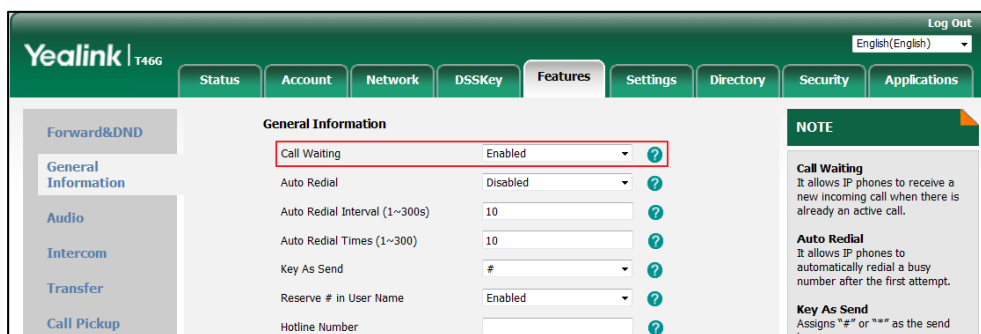 Log Out
Yealink | T46G
English(English)
Status Account Network DSSKey Features Settings Directory Security Applications
Forward&DND
General
Information
Audio
Intercom
Transfer
Call Pickup
General Information
Call Waiting Enabled ?
Auto Redial Disabled ?
Auto Redial Interval (1~300s) 10 ?
Auto Redial Times (1~300) 10 ?
Key As Send # ?
Reserve # in User Name Enabled ?
Hotline Number ?
NOTE
Call Waiting
It allows IP phones to receive a
new incoming call when there is
already an active call.
Auto Redial
It allows IP phones to
automatically redial a busy
number after the first attempt.
Key As Send
Assigns "#" or "*" as the send